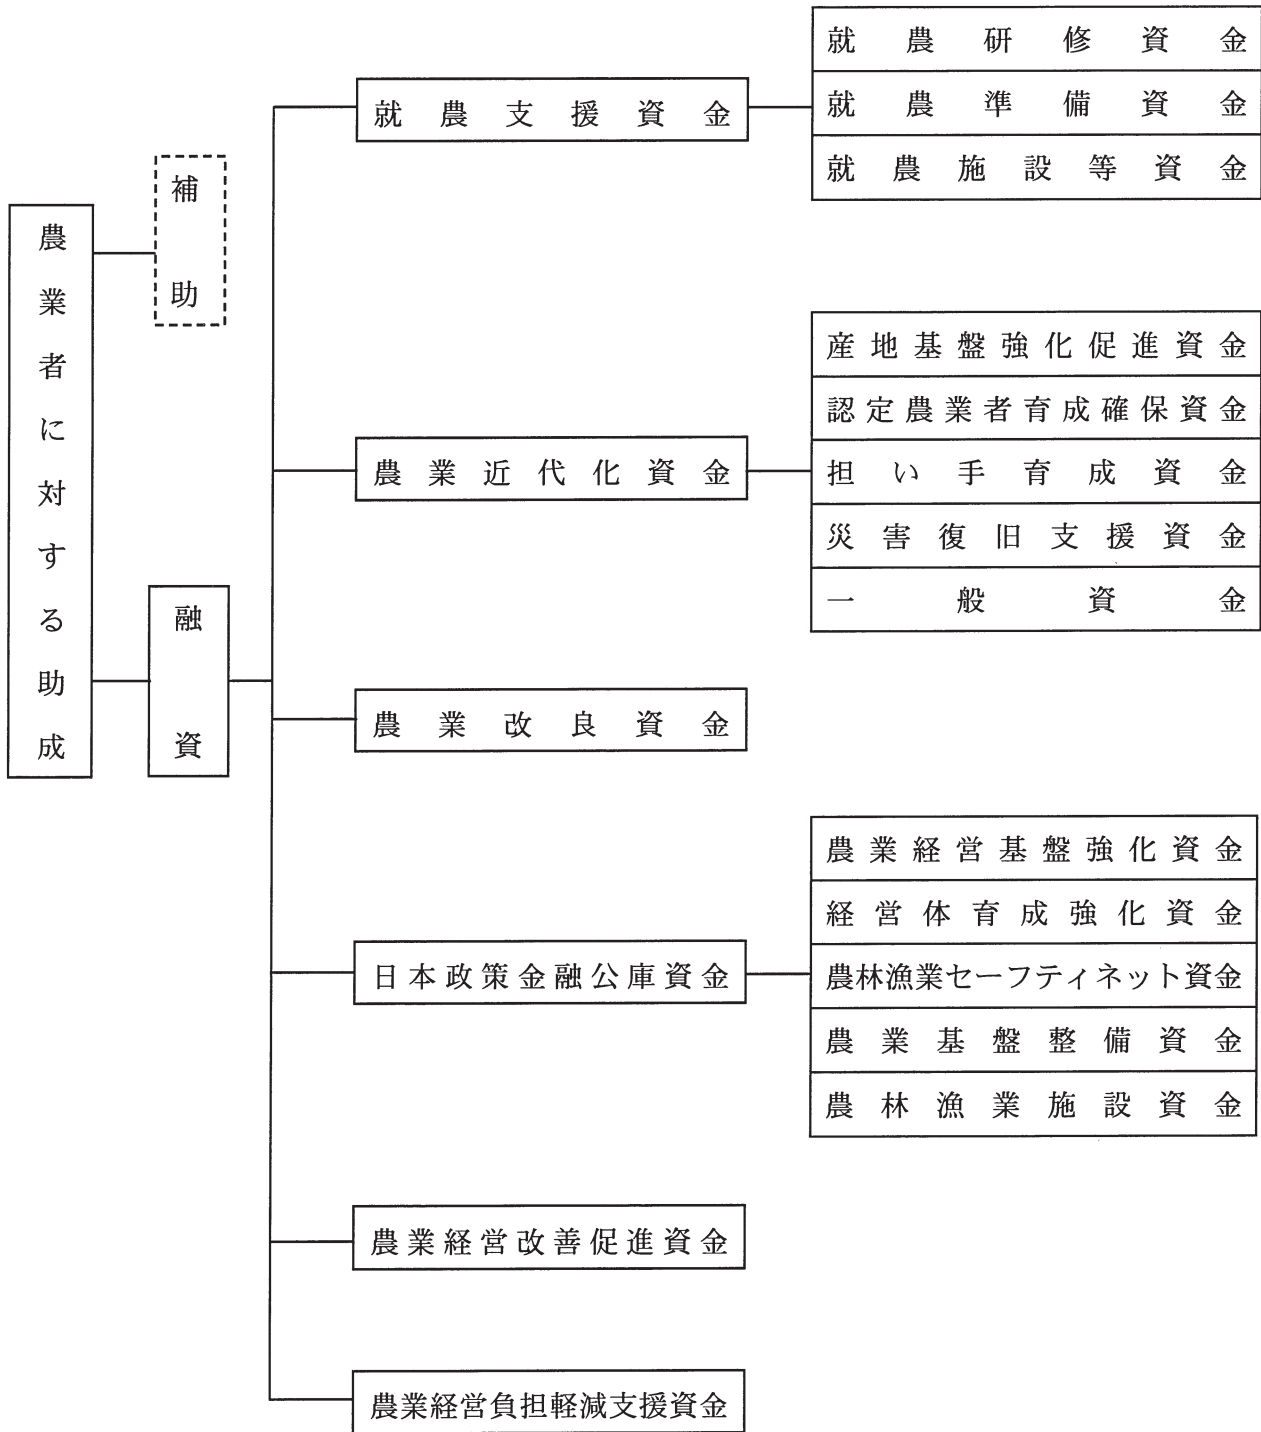 農業者に対する助成
補助
融資
就農支援資金
就農研修資金
就農準備資金
就農施設等資金
農業近代化資金
産地基盤強化促進資金
認定農業者育成確保資金
担い手育成資金
災害復旧支援資金
一般資金
農業改良資金
日本政策金融公庫資金
農業経営基盤強化資金
経営体育成強化資金
農林漁業セーフティネット資金
農業基盤整備資金
農林漁業施設資金
農業経営改善促進資金
農業経営負担軽減支援資金